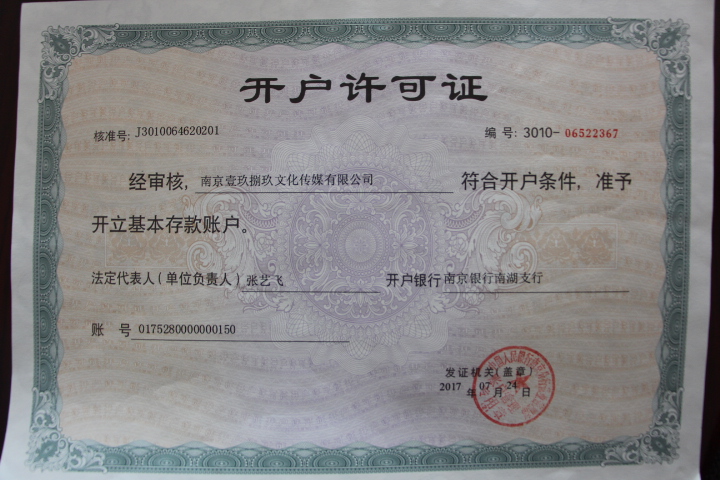 开户许可证
核准号: J3010064620201 编 号: 3010-06522367
经审核, 南京壹玖捌玖文化传媒有限公司 符合开户条件, 准予
开立基本存款账户。
法定代表人(单位负责人) 张艺飞 开户银行 南京银行南湖支行
账 号 0175280000000150
发证机关(盖章)
2017 年 07 月 24 日